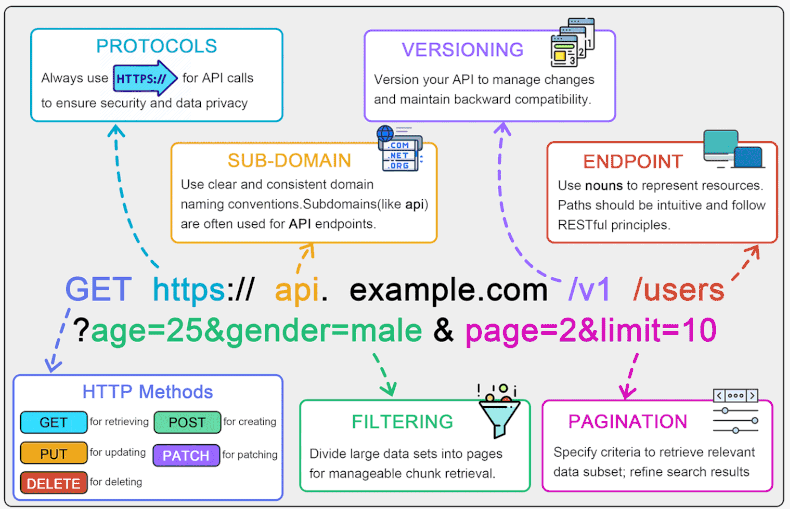 PROTOCOLS
Always use HTTPS:// for API calls
to ensure security and data privacy
VERSIONING
1
2
3
Version your API to manage changes
and maintain backward compatibility.
SUB-DOMAIN
.COM
.NET
.ORG
Use clear and consistent domain
naming conventions.Subdomains(like api)
are often used for API endpoints.
ENDPOINT
Use nouns to represent resources.
Paths should be intuitive and follow
RESTful principles.
GET https:// api. example.com /v1 /users
?age=25&gender=male & page=2&limit=10
HTTP Methods
GET for retrieving POST for creating
PUT for updating PATCH for patching
DELETE for deleting
FILTERING
Divide large data sets into pages
for manageable chunk retrieval.
PAGINATION
Specify criteria to retrieve relevant
data subset; refine search results